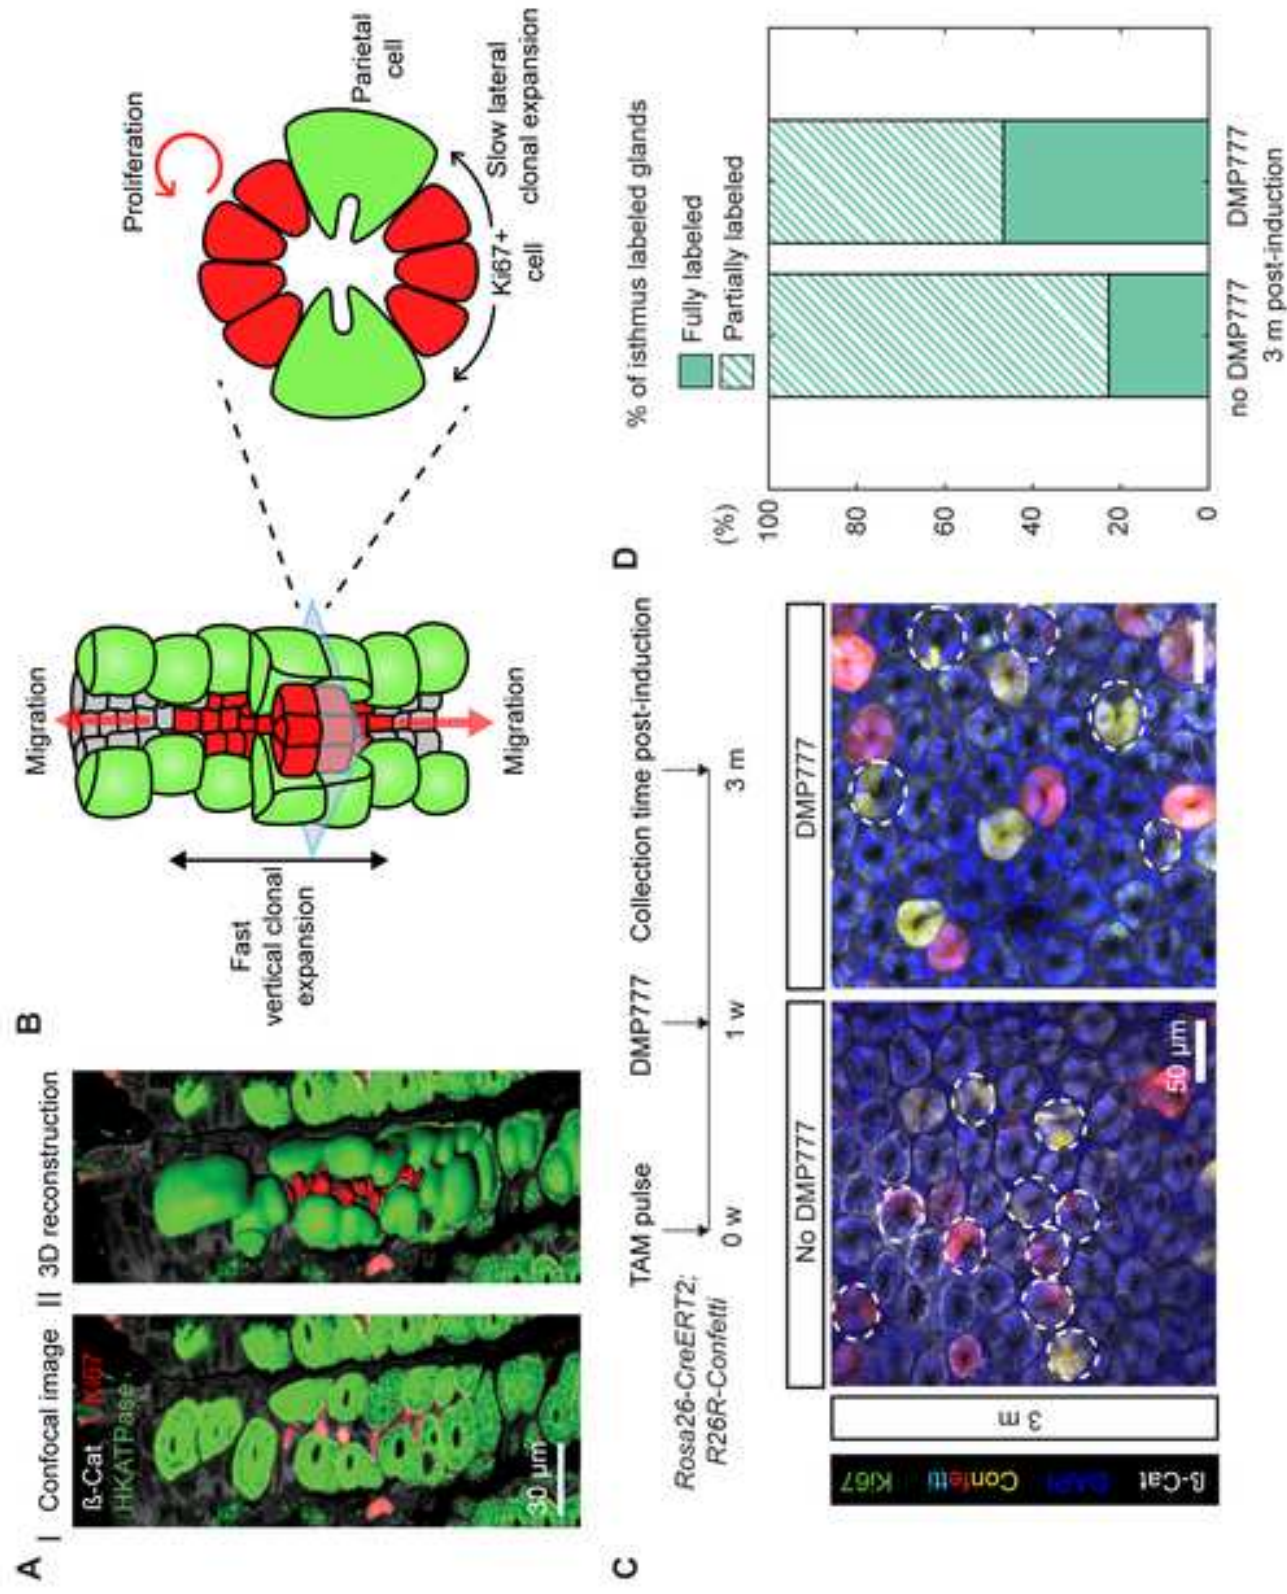 A
I Confocal image
II 3D reconstruction
ß-Cat
HKATPase / Ki67
30 µm
B
Migration
Fast
vertical clonal
expansion
Migration
Proliferation
Parietal
cell
Ki67+
cell
Slow lateral
clonal expansion
C
Rosa26-CreERT2;
R26R-Confetti
TAM pulse
DMP777
Collection time post-induction
0 w
1 w
3 m
No DMP777
DMP777
3 m
ß-Cat
DAPI
Confetti
Ki67
50 µm
D
% of isthmus labeled glands
Fully labeled
Partially labeled
(%)
100
80
60
40
20
0
no DMP777
DMP777
3 m post-induction